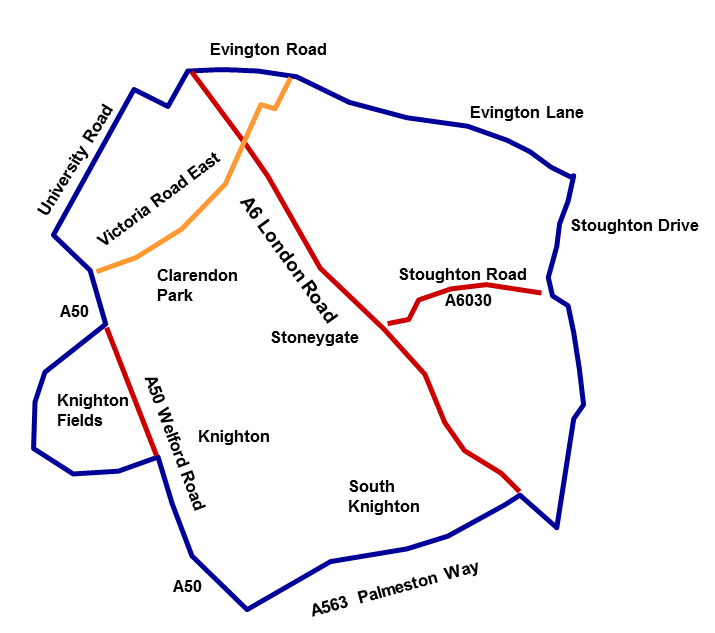 Evington Road
Evington Lane
University Road
Victoria Road East
Stoughton Drive
A6 London Road
Clarendon
Park
Stoughton Road
A6030
A50
Stoneygate
Knighton
Fields
A50 Welford Road
Knighton
South
Knighton
A50
A563 Palmeston Way